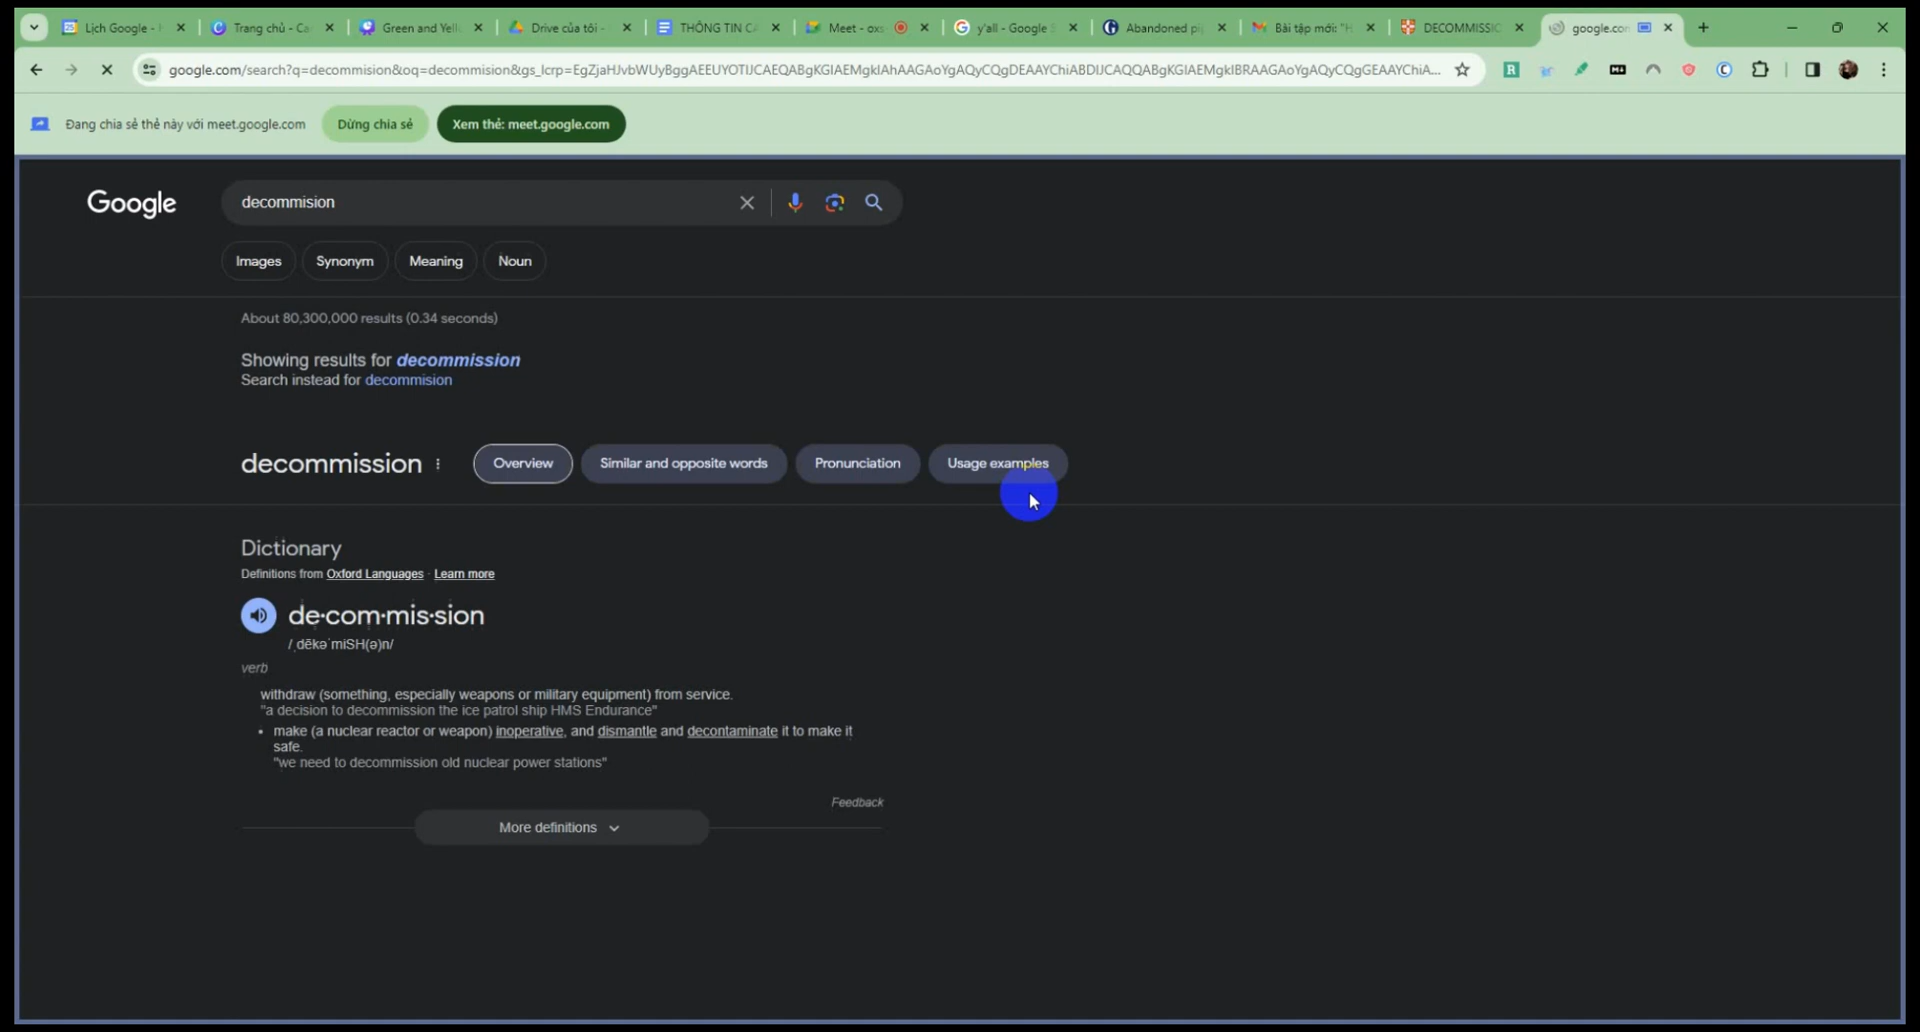 Lịch Google -
Trang chủ - Ca
Green and Yell
Drive của tôi -
THÔNG TIN CÁ
Meet - oxs
y'all - Google S
Abandoned pi
Bài tập mới: "H
DECOMMISSIO
google.com
google.com/search?q=decommision&oq=decommision&gs_lcrp=
Đang chia sẻ thẻ này với meet.google.com
Dừng chia sẻ
Xem thẻ: meet.google.com
Google
decommision
Images
Synonym
Meaning
Noun
About 80,300,000 results (0.34 seconds)
Showing results for decommission
Search instead for decommision
decommission
Overview
Similar and opposite words
Pronunciation
Usage examples
Dictionary
Definitions from Oxford Languages · Learn more
de·com·mis·sion
/ˌdēkəˈmiSH(ə)n/
verb
withdraw (something, especially weapons or military equipment) from service.
"a decision to decommission the ice patrol ship HMS Endurance"
• make (a nuclear reactor or weapon) inoperative, and dismantle and decontaminate it to make it
safe.
"we need to decommission old nuclear power stations"
Feedback
More definitions